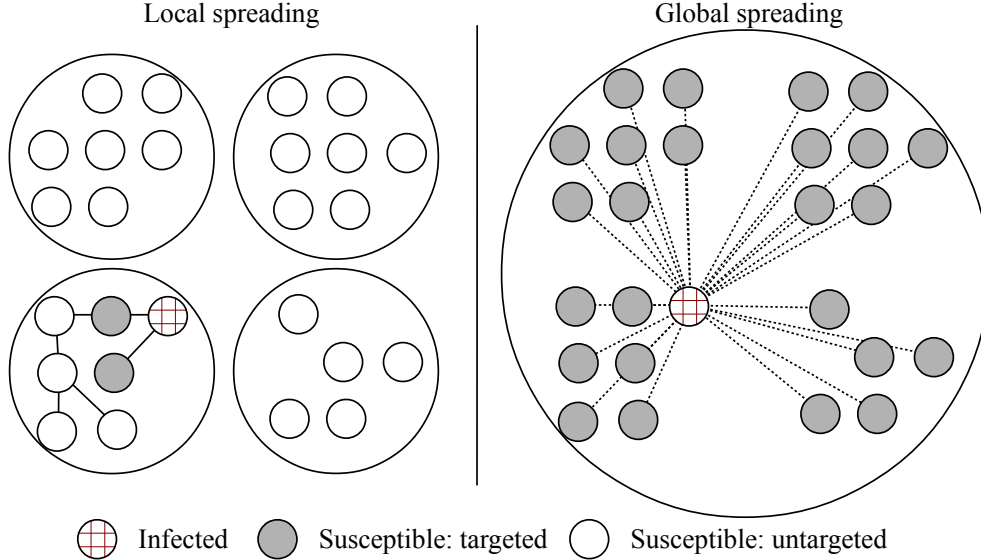 Local spreading
Global spreading
Infected
Susceptible: targeted
Susceptible: untargeted